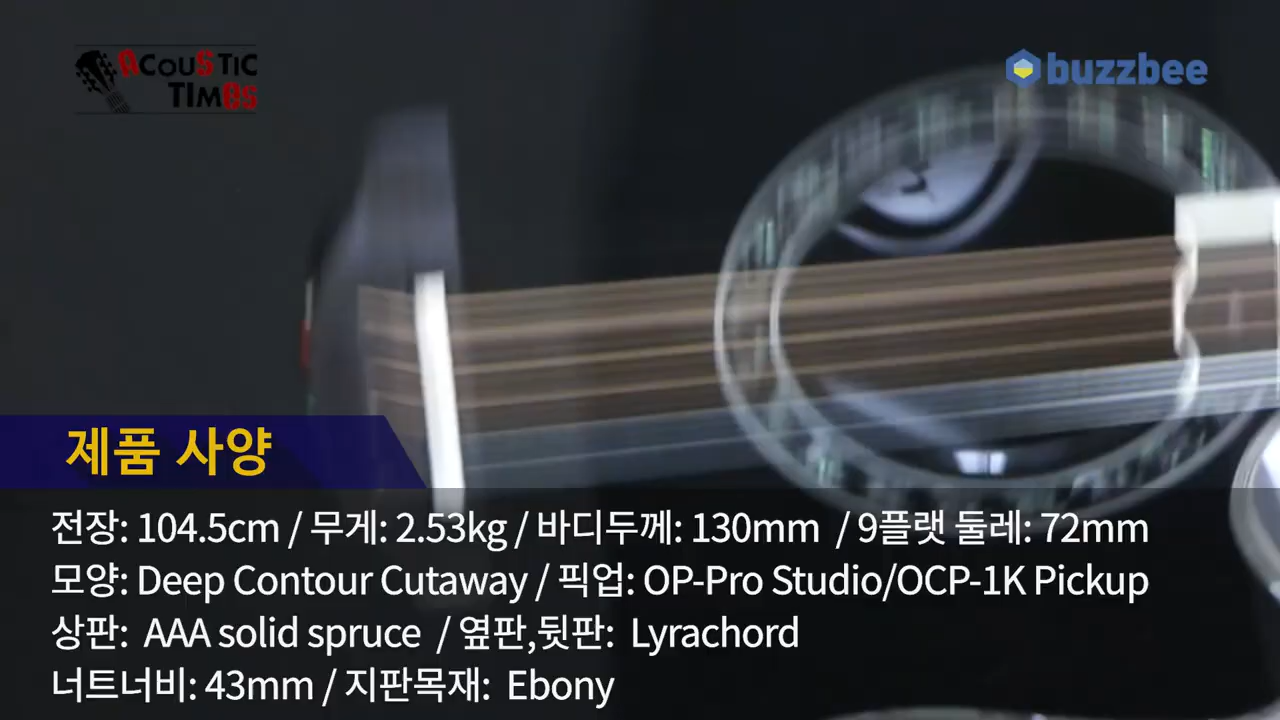 ACOUSTIC
TIMES
buzzbee
제품 사양
전장: 104.5cm / 무게: 2.53kg / 바디두께: 130mm / 9플랫 둘레: 72mm
모양: Deep Contour Cutaway / 픽업: OP-Pro Studio/OCP-1K Pickup
상판: AAA solid spruce / 옆판,뒷판: Lyrachord
너트너비: 43mm / 지판목재: Ebony